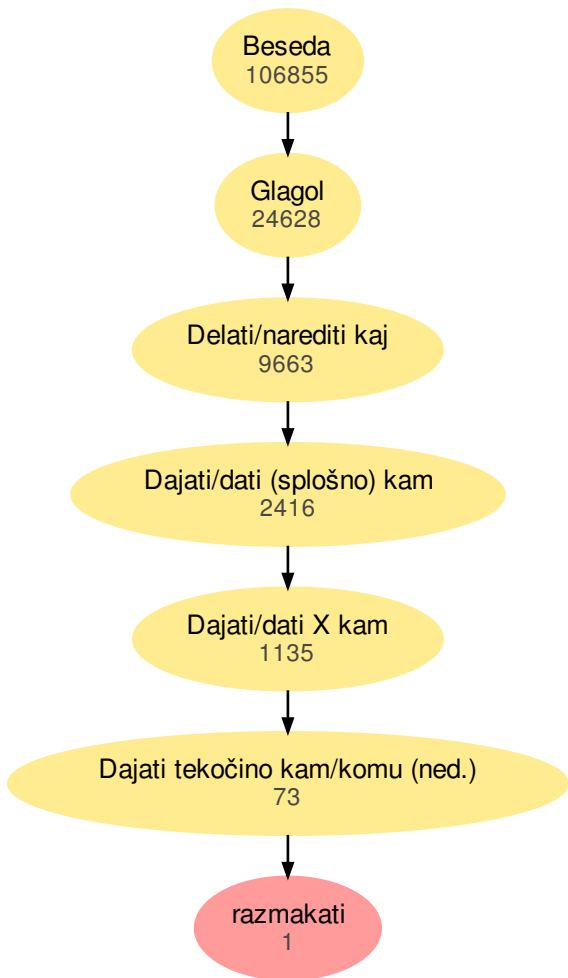 Beseda
106855
Glagol
24628
Delati/narediti kaj
9663
Dajati/dati (splošno) kam
2416
Dajati/dati X kam
1135
Dajati tekočino kam/komu (ned.)
73
razmakati
1